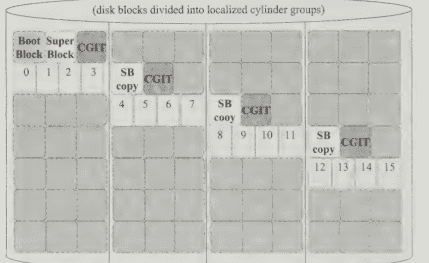 (disk blocks divided into localized cylinder groups)
Boot Super CGIT
Block Block
0 1 2 3
SB CGIT
copy
4 5 6 7
SB CGIT
cooy
8 9 10 11
SB CGIT
copy
12 13 14 15